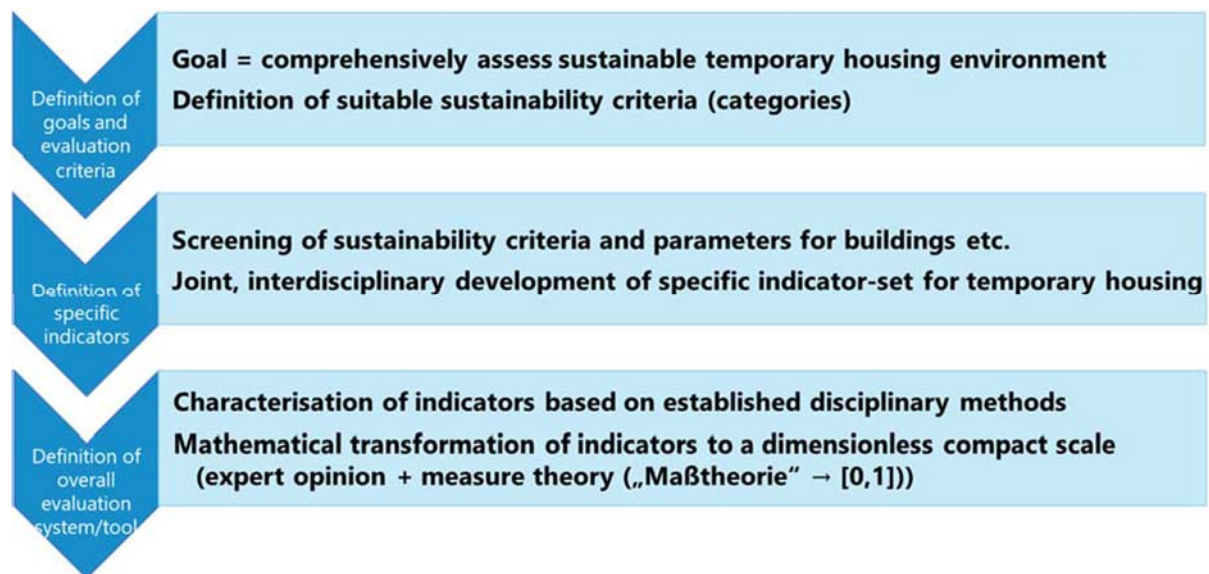 Definition of
goals and
evaluation
criteria
Goal = comprehensively assess sustainable temporary housing environment
Definition of suitable sustainability criteria (categories)
Definition of
specific
indicators
Screening of sustainability criteria and parameters for buildings etc.
Joint, interdisciplinary development of specific indicator-set for temporary housing
Definition of
overall
evaluation
system/tool
Characterisation of indicators based on established disciplinary methods
Mathematical transformation of indicators to a dimensionless compact scale
(expert opinion + measure theory („Maßtheorie“ → [0,1]))